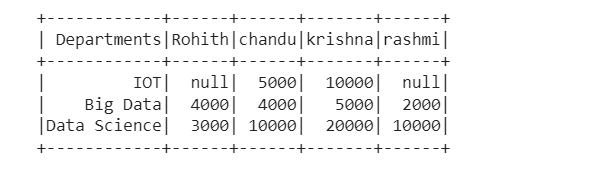 +------------+------+------+-------+------+
| Departments|Rohith|chandu|krishna|rashmi|
+------------+------+------+-------+------+
|         IOT|  null|  5000|  10000|  null|
|    Big Data|  4000|  4000|   5000|  2000|
|Data Science|  3000| 10000|  20000| 10000|
+------------+------+------+-------+------+